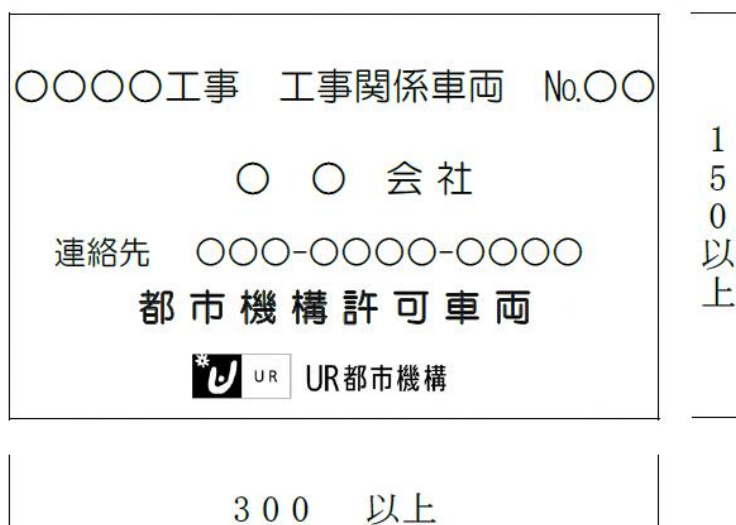 ○○○○工事　工事関係車両　No.○○
○　○　会社
連絡先　○○○-○○○○-○○○○
都市機構許可車両
UR UR都市機構
150以上
300　以上